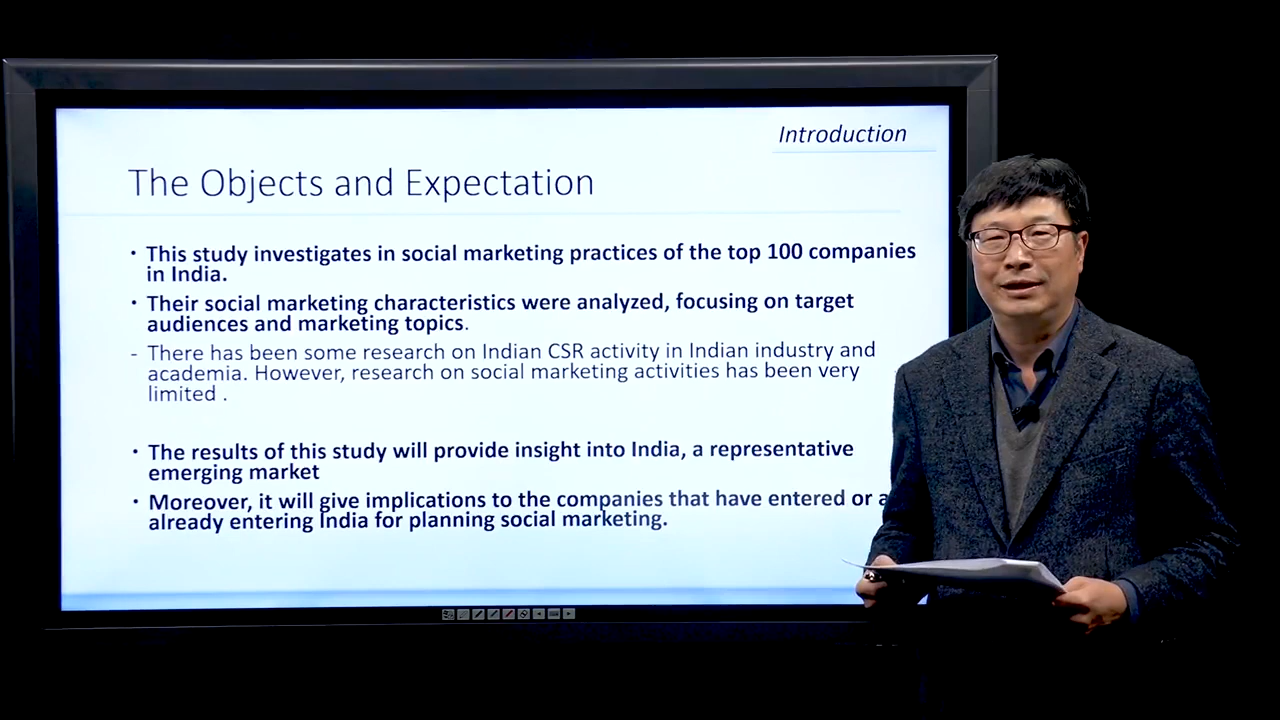 Introduction
The Objects and Expectation
• This study investigates in social marketing practices of the top 100 companies
in India.
• Their social marketing characteristics were analyzed, focusing on target
audiences and marketing topics.
- There has been some research on Indian CSR activity in Indian industry and
academia. However, research on social marketing activities has been very
limited .
• The results of this study will provide insight into India, a representative
emerging market
• Moreover, it will give implications to the companies that have entered or
already entering India for planning social marketing.